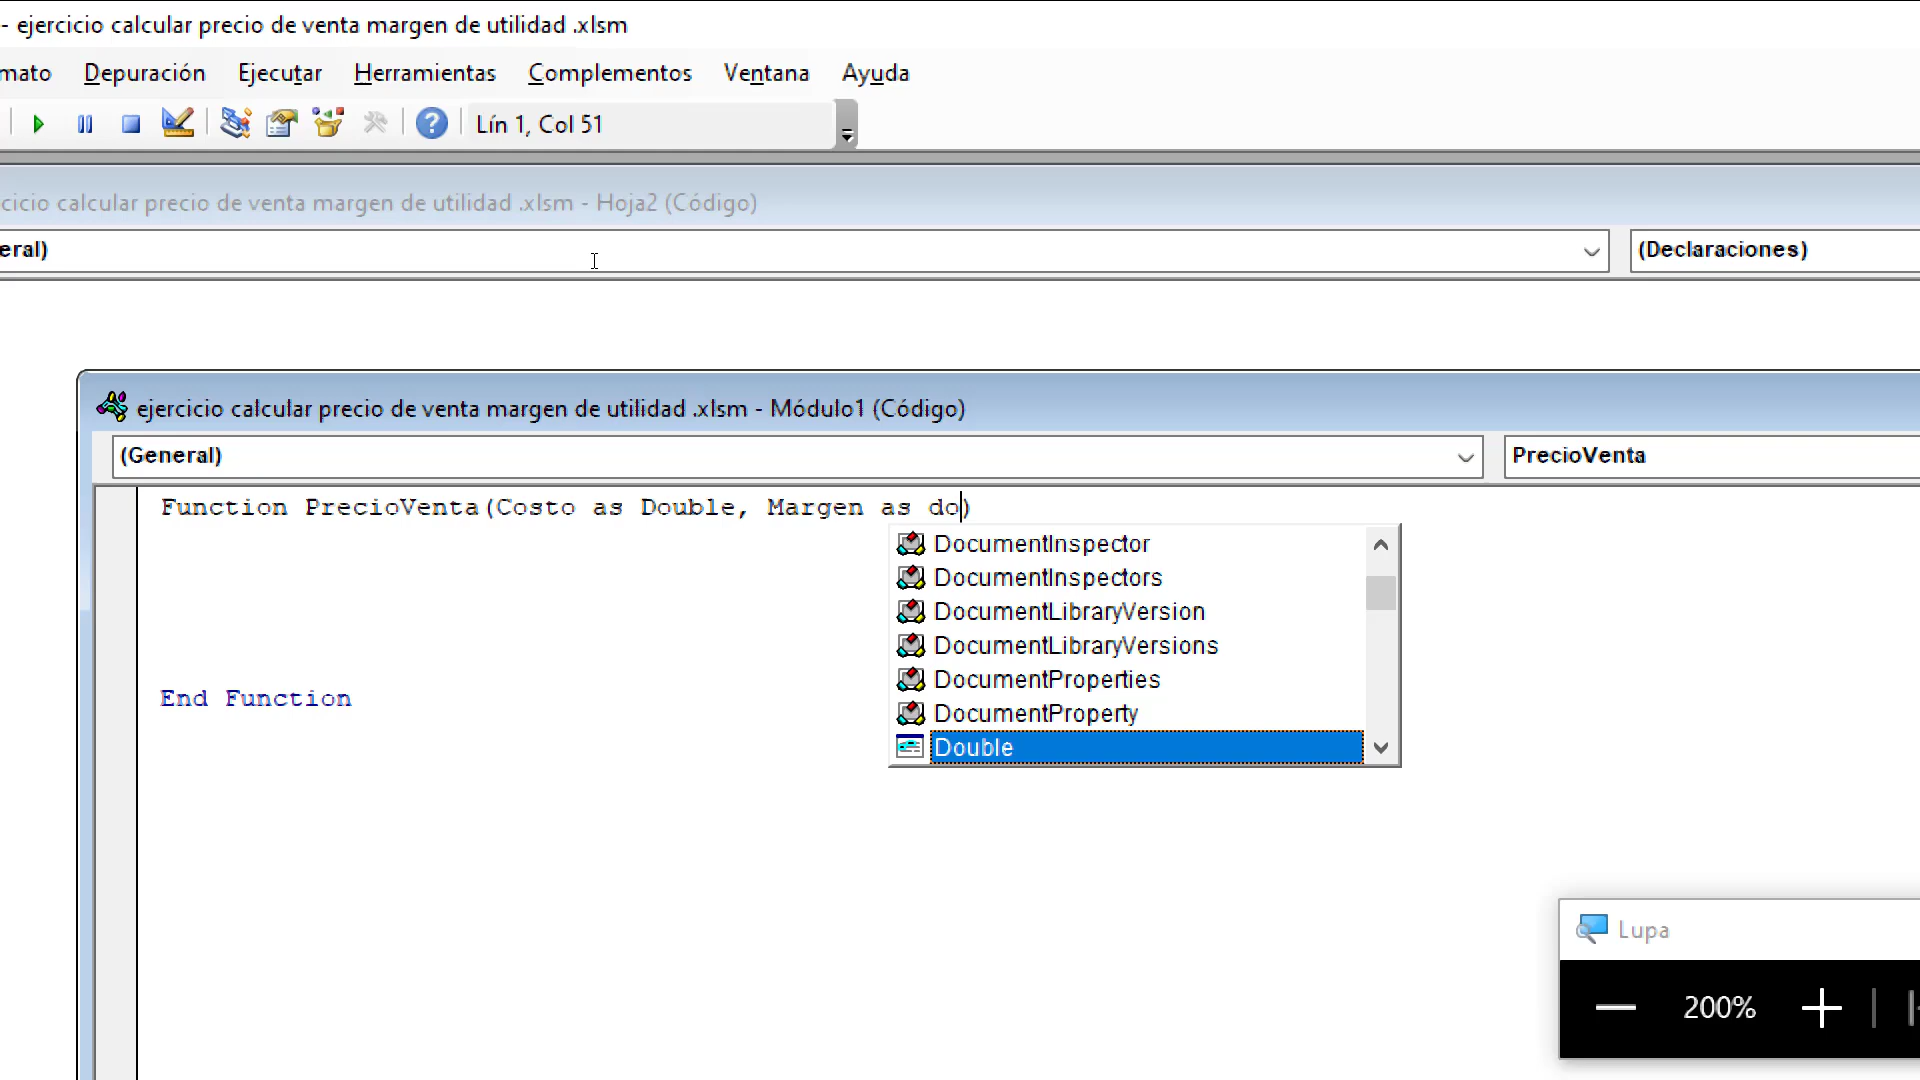 - ejercicio calcular precio de venta margen de utilidad .xlsm
mato Depuración Ejecutar Herramientas Complementos Ventana Ayuda
Lín 1, Col 51
cicio calcular precio de venta margen de utilidad .xlsm - Hoja2 (Código)
eral) (Declaraciones)
ejercicio calcular precio de venta margen de utilidad .xlsm - Módulo1 (Código)
(General) PrecioVenta
Function PrecioVenta(Costo as Double, Margen as do)
DocumentInspector
DocumentInspectors
DocumentLibraryVersion
DocumentLibraryVersions
DocumentProperties
DocumentProperty
Double
End Function
Lupa
200%